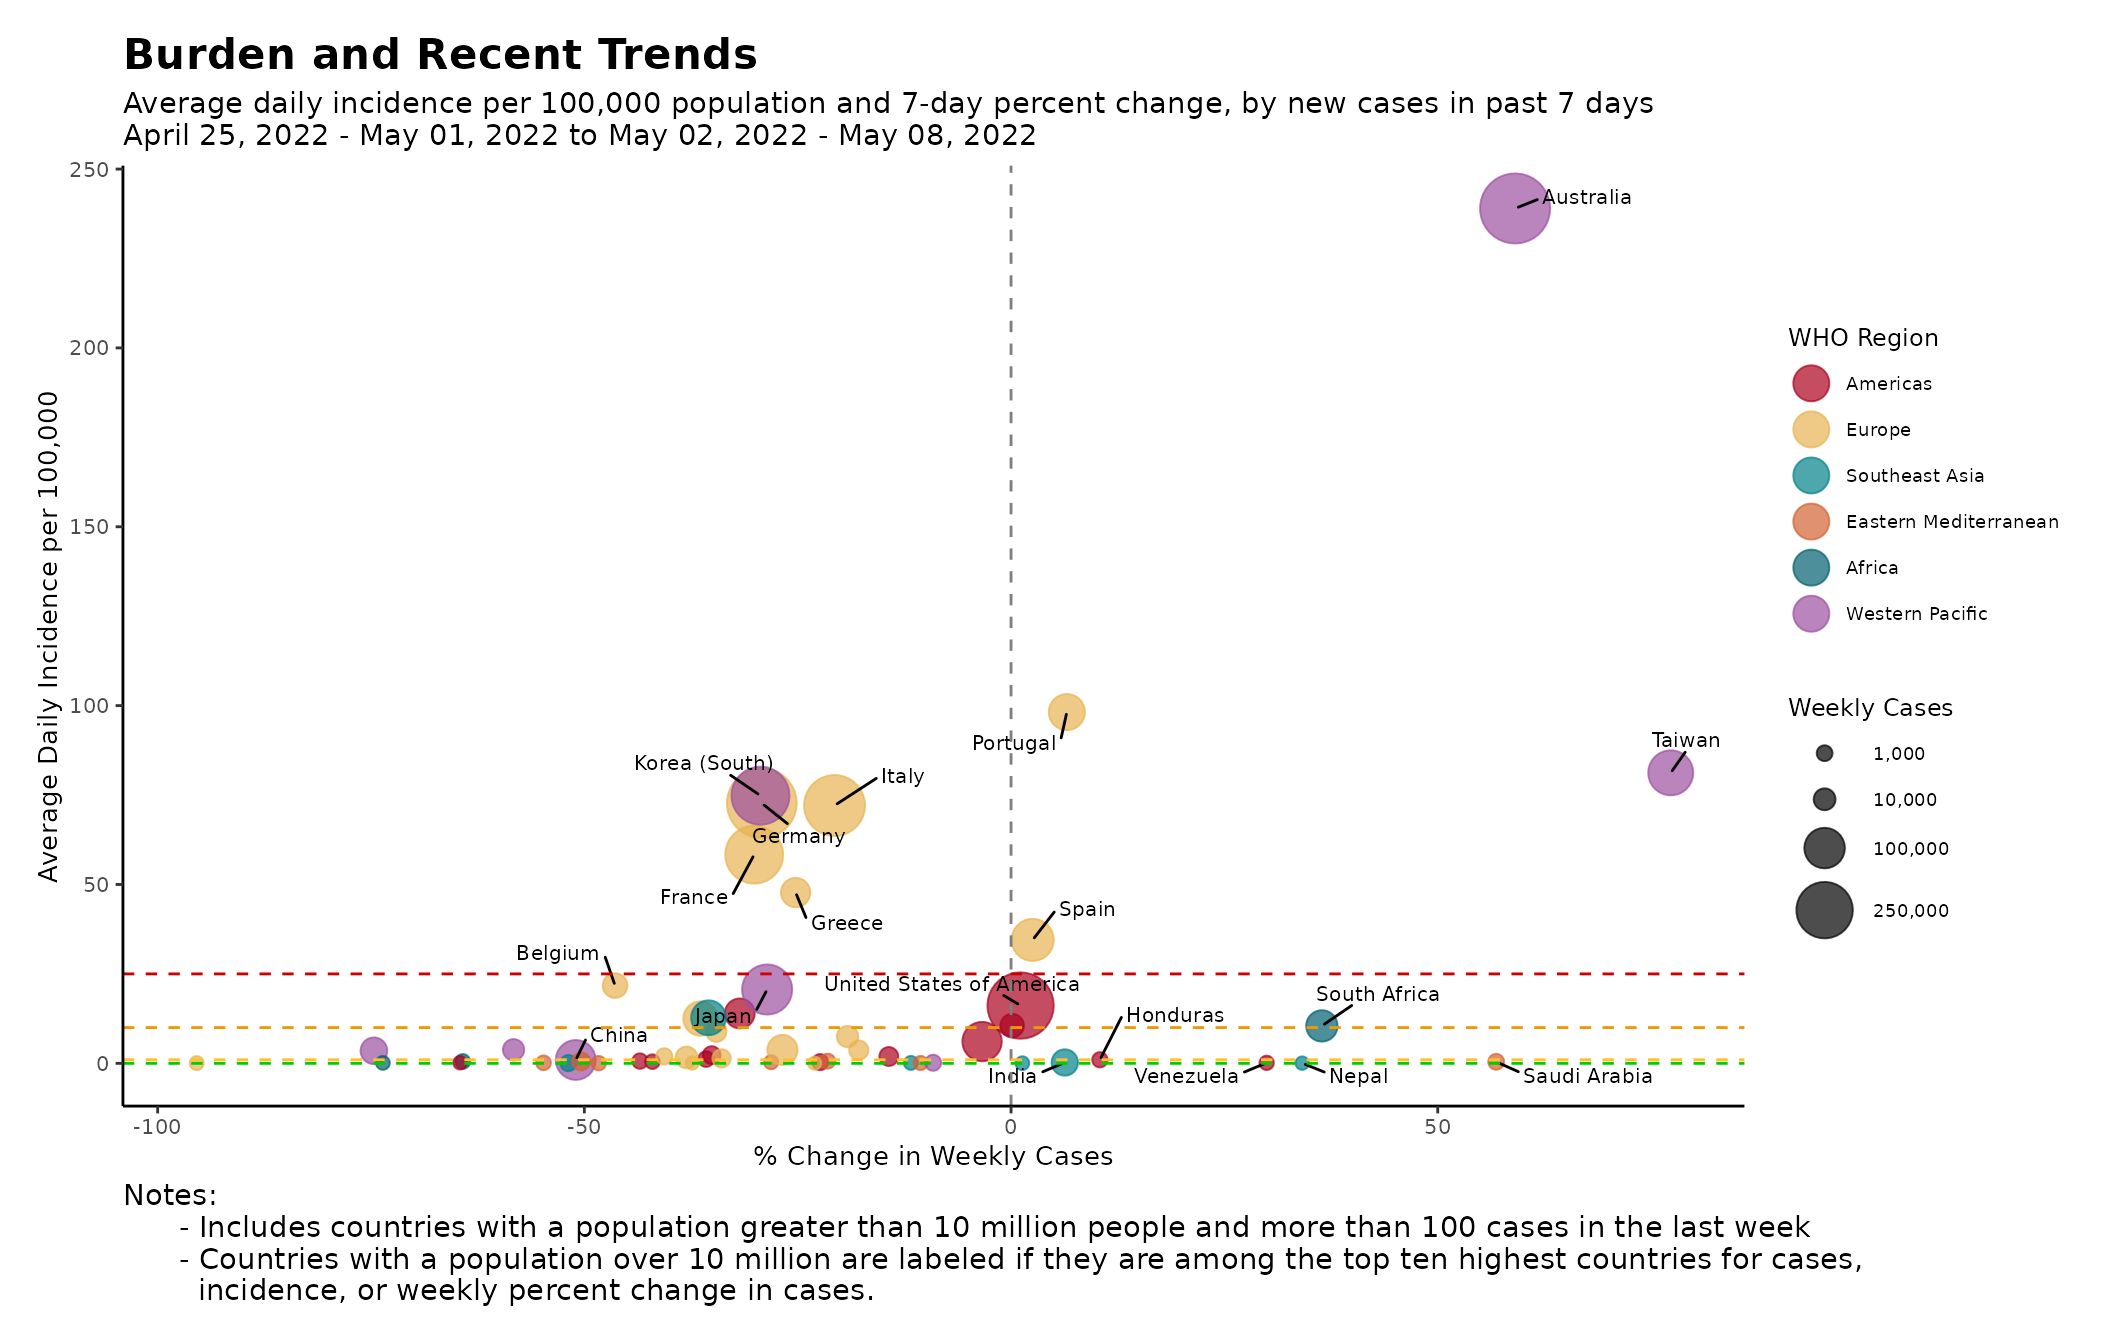 Burden and Recent Trends
Average daily incidence per 100,000 population and 7-day percent change, by new cases in past 7 days
April 25, 2022 - May 01, 2022 to May 02, 2022 - May 08, 2022
Average Daily Incidence per 100,000
250
200
150
100
50
0
Australia
Portugal
Taiwan
Korea (South)
Italy
Germany
France
Greece
Spain
Belgium
United States of America
South Africa
Japan
Honduras
China
India
Venezuela
Nepal
Saudi Arabia
-100
-50
0
50
% Change in Weekly Cases
WHO Region
Americas
Europe
Southeast Asia
Eastern Mediterranean
Africa
Western Pacific
Weekly Cases
1,000
10,000
100,000
250,000
Notes:
- Includes countries with a population greater than 10 million people and more than 100 cases in the last week
- Countries with a population over 10 million are labeled if they are among the top ten highest countries for cases,
incidence, or weekly percent change in cases.